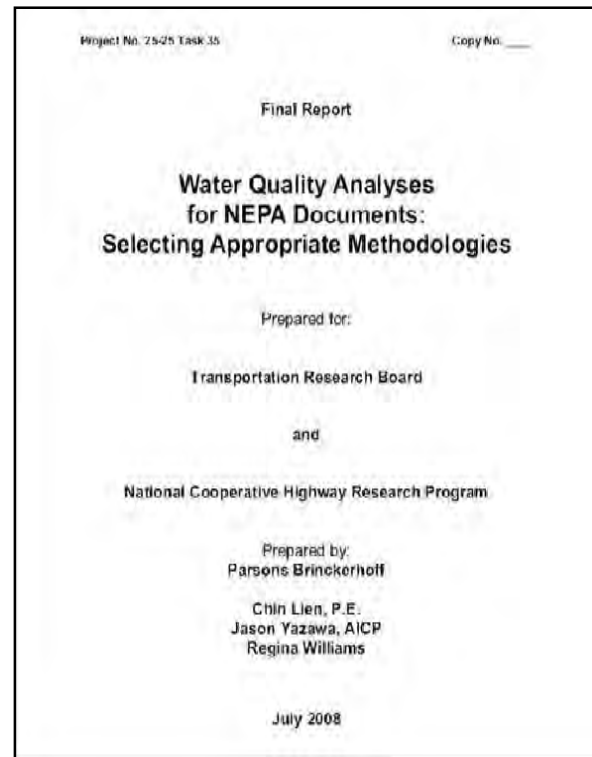 Project No. 25-25 Task 35 Copy No. ___
Final Report
Water Quality Analyses
for NEPA Documents:
Selecting Appropriate Methodologies
Prepared for:
Transportation Research Board
and
National Cooperative Highway Research Program
Prepared by:
Parsons Brinckerhoff
Chin Lien, P.E.
Jason Yazawa, AICP
Regina Williams
July 2008